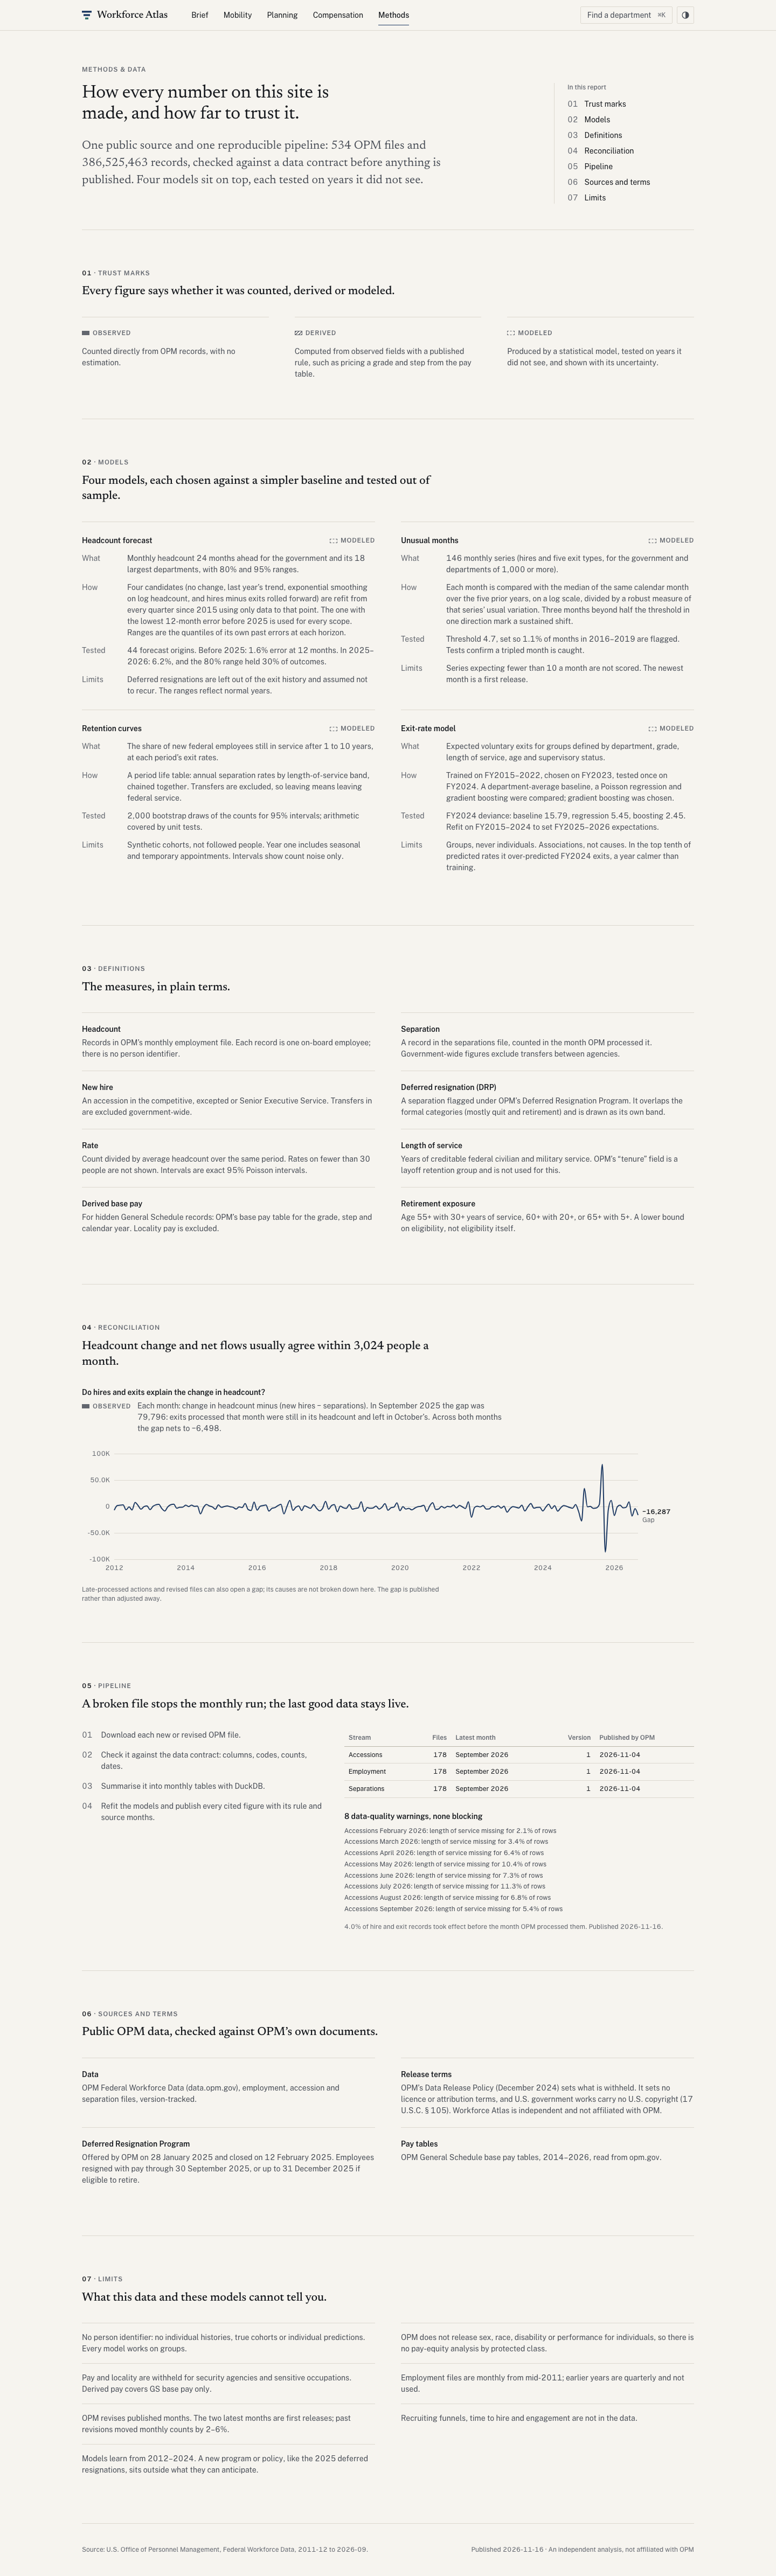 Workforce Atlas
Brief
Mobility
Planning
Compensation
Methods
Find a department ⌘K
METHODS & DATA
How every number on this site is
made, and how far to trust it.
One public source and one reproducible pipeline: 534 OPM files and
386,525,463 records, checked against a data contract before anything is
published. Four models sit on top, each tested on years it did not see.
In this report
01 Trust marks
02 Models
03 Definitions
04 Reconciliation
05 Pipeline
06 Sources and terms
07 Limits
01 · TRUST MARKS
Every figure says whether it was counted, derived or modeled.
OBSERVED
Counted directly from OPM records, with no
estimation.
DERIVED
Computed from observed fields with a published
rule, such as pricing a grade and step from the pay
table.
MODELED
Produced by a statistical model, tested on years it
did not see, and shown with its uncertainty.
02 · MODELS
Four models, each chosen against a simpler baseline and tested out of
sample.
Headcount forecast
MODELED
What
Monthly headcount 24 months ahead for the government and its 18
largest departments, with 80% and 95% ranges.
How
Four candidates (no change, last year's trend, exponential smoothing
on log headcount, and hires minus exits rolled forward) are refit from
every quarter since 2015 using only data to that point. The one with
the lowest 12-month error before 2025 is used for every scope.
Ranges are the quantiles of its own past errors at each horizon.
Tested
44 forecast origins. Before 2025: 1.6% error at 12 months. In 2025–
2026: 6.2%, and the 80% range held 30% of outcomes.
Limits
Deferred resignations are left out of the exit history and assumed not
to recur. The ranges reflect normal years.
Unusual months
MODELED
What
146 monthly series (hires and five exit types, for the government and
departments of 1,000 or more).
How
Each month is compared with the median of the same calendar month
over the five prior years, on a log scale, divided by a robust measure of
that series' usual variation. Three months beyond half the threshold in
one direction mark a sustained shift.
Tested
Threshold 4.7, set so 1.1% of months in 2016–2019 are flagged.
Tests confirm a tripled month is caught.
Limits
Series expecting fewer than 10 a month are not scored. The newest
month is a first release.
Retention curves
MODELED
What
The share of new federal employees still in service after 1 to 10 years,
at each period's exit rates.
How
A period life table: annual separation rates by length-of-service band,
chained together. Transfers are excluded, so leaving means leaving
federal service.
Tested
2,000 bootstrap draws of the counts for 95% intervals; arithmetic
covered by unit tests.
Limits
Synthetic cohorts, not followed people. Year one includes seasonal
and temporary appointments. Intervals show count noise only.
Exit-rate model
MODELED
What
Expected voluntary exits for groups defined by department, grade,
length of service, age and supervisory status.
How
Trained on FY2015–2022, chosen on FY2023, tested once on
FY2024. A department-average baseline, a Poisson regression and
gradient boosting were compared; gradient boosting was chosen.
Tested
FY2024 deviance: baseline 15.79, regression 5.45, boosting 2.45.
Refit on FY2015–2024 to set FY2025–2026 expectations.
Limits
Groups, never individuals. Associations, not causes. In the top tenth of
predicted rates it over-predicted FY2024 exits, a year calmer than
training.
03 · DEFINITIONS
The measures, in plain terms.
Headcount
Records in OPM's monthly employment file. Each record is one on-board employee;
there is no person identifier.
Separation
A record in the separations file, counted in the month OPM processed it.
Government-wide figures exclude transfers between agencies.
New hire
An accession in the competitive, excepted or Senior Executive Service. Transfers in
are excluded government-wide.
Deferred resignation (DRP)
A separation flagged under OPM's Deferred Resignation Program. It overlaps the
formal categories (mostly quit and retirement) and is drawn as its own band.
Rate
Count divided by average headcount over the same period. Rates on fewer than 30
people are not shown. Intervals are exact 95% Poisson intervals.
Length of service
Years of creditable federal civilian and military service. OPM's “tenure” field is a
layoff retention group and is not used for this.
Derived base pay
For hidden General Schedule records: OPM's base pay table for the grade, step and
calendar year. Locality pay is excluded.
Retirement exposure
Age 55+ with 30+ years of service, 60+ with 20+, or 65+ with 5+. A lower bound
on eligibility, not eligibility itself.
04 · RECONCILIATION
Headcount change and net flows usually agree within 3,024 people a
month.
Do hires and exits explain the change in headcount?
OBSERVED
Each month: change in headcount minus (new hires − separations). In September 2025 the gap was
79,796: exits processed that month were still in its headcount and left in October's. Across both months
the gap nets to −6,498.
100K
50.0K
0
-50.0K
-100K
2012
2014
2016
2018
2020
2022
2024
2026
−16,287
Gap
Late-processed actions and revised files can also open a gap; its causes are not broken down here. The gap is published
rather than adjusted away.
05 · PIPELINE
A broken file stops the monthly run; the last good data stays live.
01 Download each new or revised OPM file.
02 Check it against the data contract: columns, codes, counts,
dates.
03 Summarise it into monthly tables with DuckDB.
04 Refit the models and publish every cited figure with its rule and
source months.
Stream Files Latest month Version Published by OPM
Accessions 178 September 2026 1 2026-11-04
Employment 178 September 2026 1 2026-11-04
Separations 178 September 2026 1 2026-11-04
8 data-quality warnings, none blocking
Accessions February 2026: length of service missing for 2.1% of rows
Accessions March 2026: length of service missing for 3.4% of rows
Accessions April 2026: length of service missing for 6.4% of rows
Accessions May 2026: length of service missing for 10.4% of rows
Accessions June 2026: length of service missing for 7.3% of rows
Accessions July 2026: length of service missing for 11.3% of rows
Accessions August 2026: length of service missing for 6.8% of rows
Accessions September 2026: length of service missing for 5.4% of rows
4.0% of hire and exit records took effect before the month OPM processed them. Published 2026-11-16.
06 · SOURCES AND TERMS
Public OPM data, checked against OPM's own documents.
Data
OPM Federal Workforce Data (data.opm.gov), employment, accession and
separation files, version-tracked.
Release terms
OPM's Data Release Policy (December 2024) sets what is withheld. It sets no
licence or attribution terms, and U.S. government works carry no U.S. copyright (17
U.S.C. § 105). Workforce Atlas is independent and not affiliated with OPM.
Deferred Resignation Program
Offered by OPM on 28 January 2025 and closed on 12 February 2025. Employees
resigned with pay through 30 September 2025, or up to 31 December 2025 if
eligible to retire.
Pay tables
OPM General Schedule base pay tables, 2014–2026, read from opm.gov.
07 · LIMITS
What this data and these models cannot tell you.
No person identifier: no individual histories, true cohorts or individual predictions.
Every model works on groups.
OPM does not release sex, race, disability or performance for individuals, so there is
no pay-equity analysis by protected class.
Pay and locality are withheld for security agencies and sensitive occupations.
Derived pay covers GS base pay only.
Employment files are monthly from mid-2011; earlier years are quarterly and not
used.
OPM revises published months. The two latest months are first releases; past
revisions moved monthly counts by 2–6%.
Recruiting funnels, time to hire and engagement are not in the data.
Models learn from 2012–2024. A new program or policy, like the 2025 deferred
resignations, sits outside what they can anticipate.
Source: U.S. Office of Personnel Management, Federal Workforce Data, 2011-12 to 2026-09.
Published 2026-11-16 · An independent analysis, not affiliated with OPM